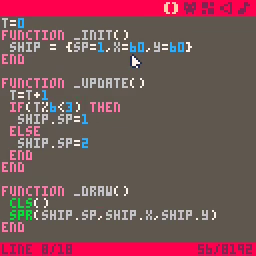 T=0
FUNCTION _INIT()
 SHIP = {SP=1,X=60,Y=60}
END

FUNCTION _UPDATE()
 T=T+1
 IF(T%6<3) THEN
  SHIP.SP=1
 ELSE
  SHIP.SP=2
 END
END

FUNCTION _DRAW()
 CLS()
 SPR(SHIP.SP,SHIP.X,SHIP.Y)
END
LINE 8/18 56/8192